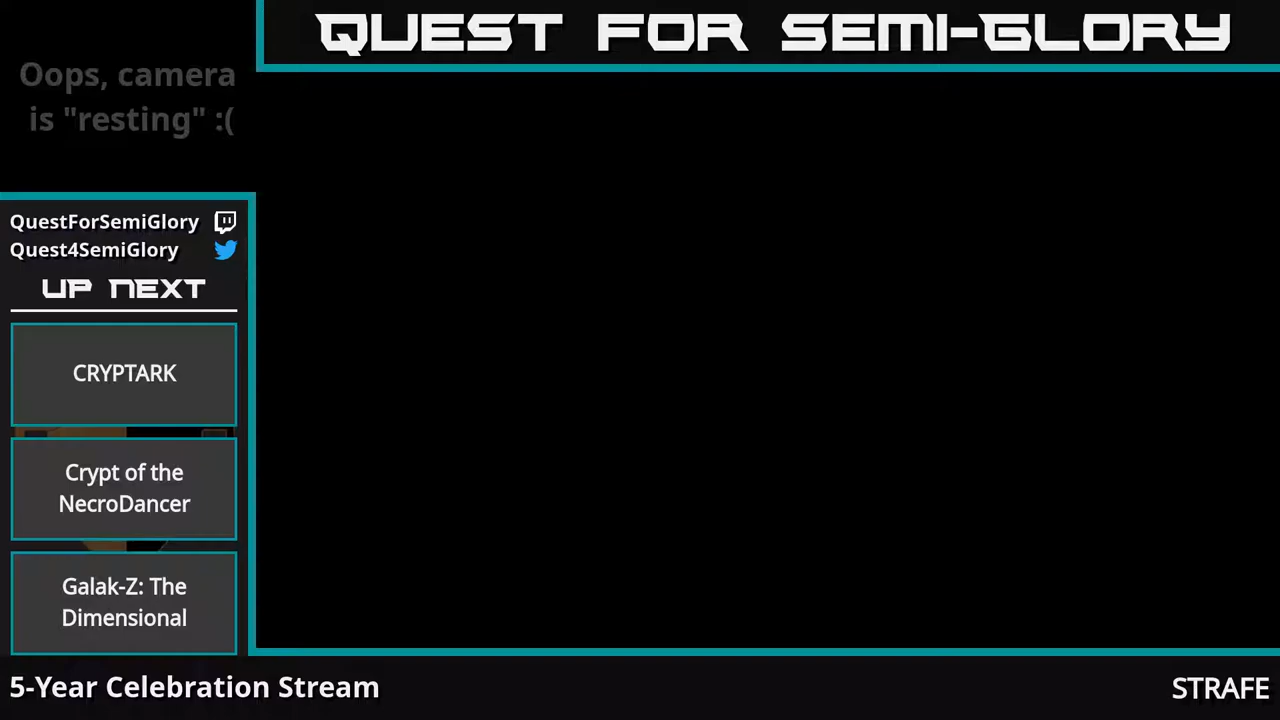 QUEST FOR SEMI-GLORY
Oops, camera
is "resting" :(
QuestForSemiGlory
Quest4SemiGlory
UP NEXT
CRYPTARK
Crypt of the
NecroDancer
Galak-Z: The
Dimensional
5-Year Celebration Stream
STRAFE